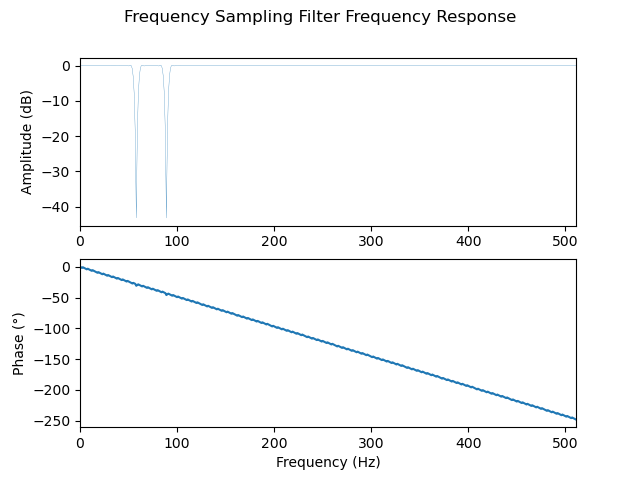 Frequency Sampling Filter Frequency Response
0
−10
−20
−30
−40
Amplitude (dB)
0 100 200 300 400 500
0
−50
−100
−150
−200
−250
Phase (°)
0 100 200 300 400 500
Frequency (Hz)